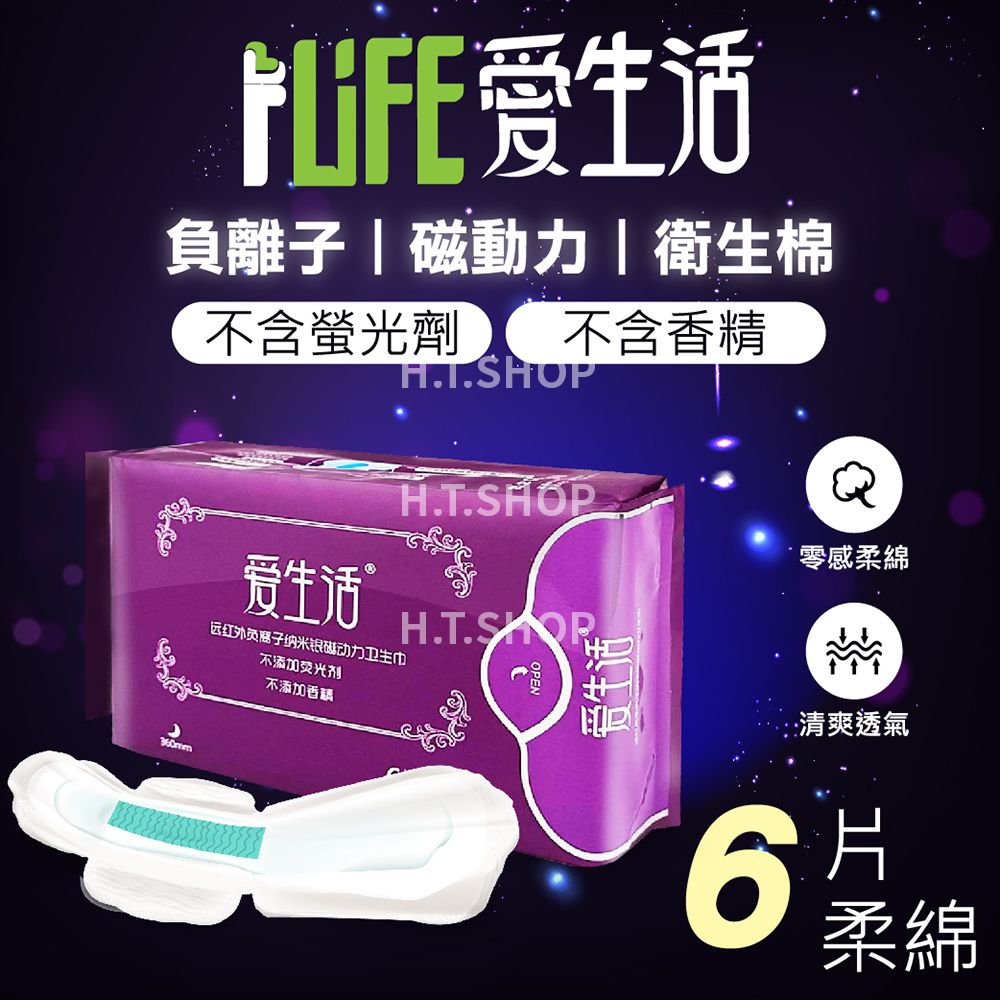 iLiFE爱生活
負離子｜磁動力｜衛生棉
不含螢光劑 不含香精
H.T.SHOP
H.T.SHOP
零感柔綿
爱生活®
远红外负离子纳米银磁动力卫生巾
不添加荧光剂
不添加香精
H.T.SHOP
OPEN
爱生活®
清爽透氣
360mm
6片
柔綿